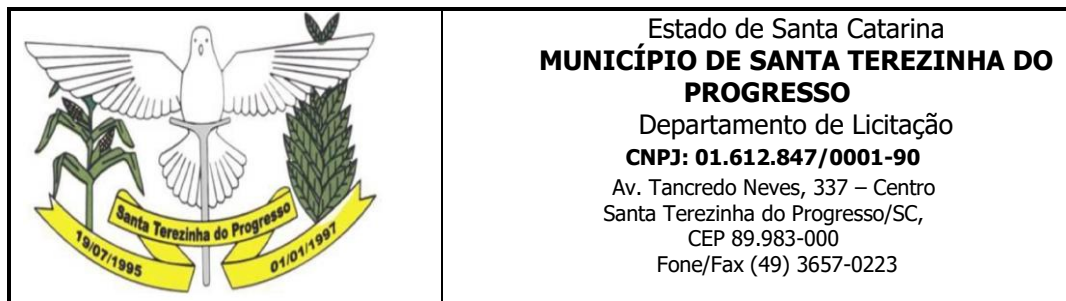 Santa Terezinha do Progresso
19/07/1995
01/01/1997
Estado de Santa Catarina
MUNICÍPIO DE SANTA TEREZINHA DO
PROGRESSO
Departamento de Licitação
CNPJ: 01.612.847/0001-90
Av. Tancredo Neves, 337 – Centro
Santa Terezinha do Progresso/SC,
CEP 89.983-000
Fone/Fax (49) 3657-0223